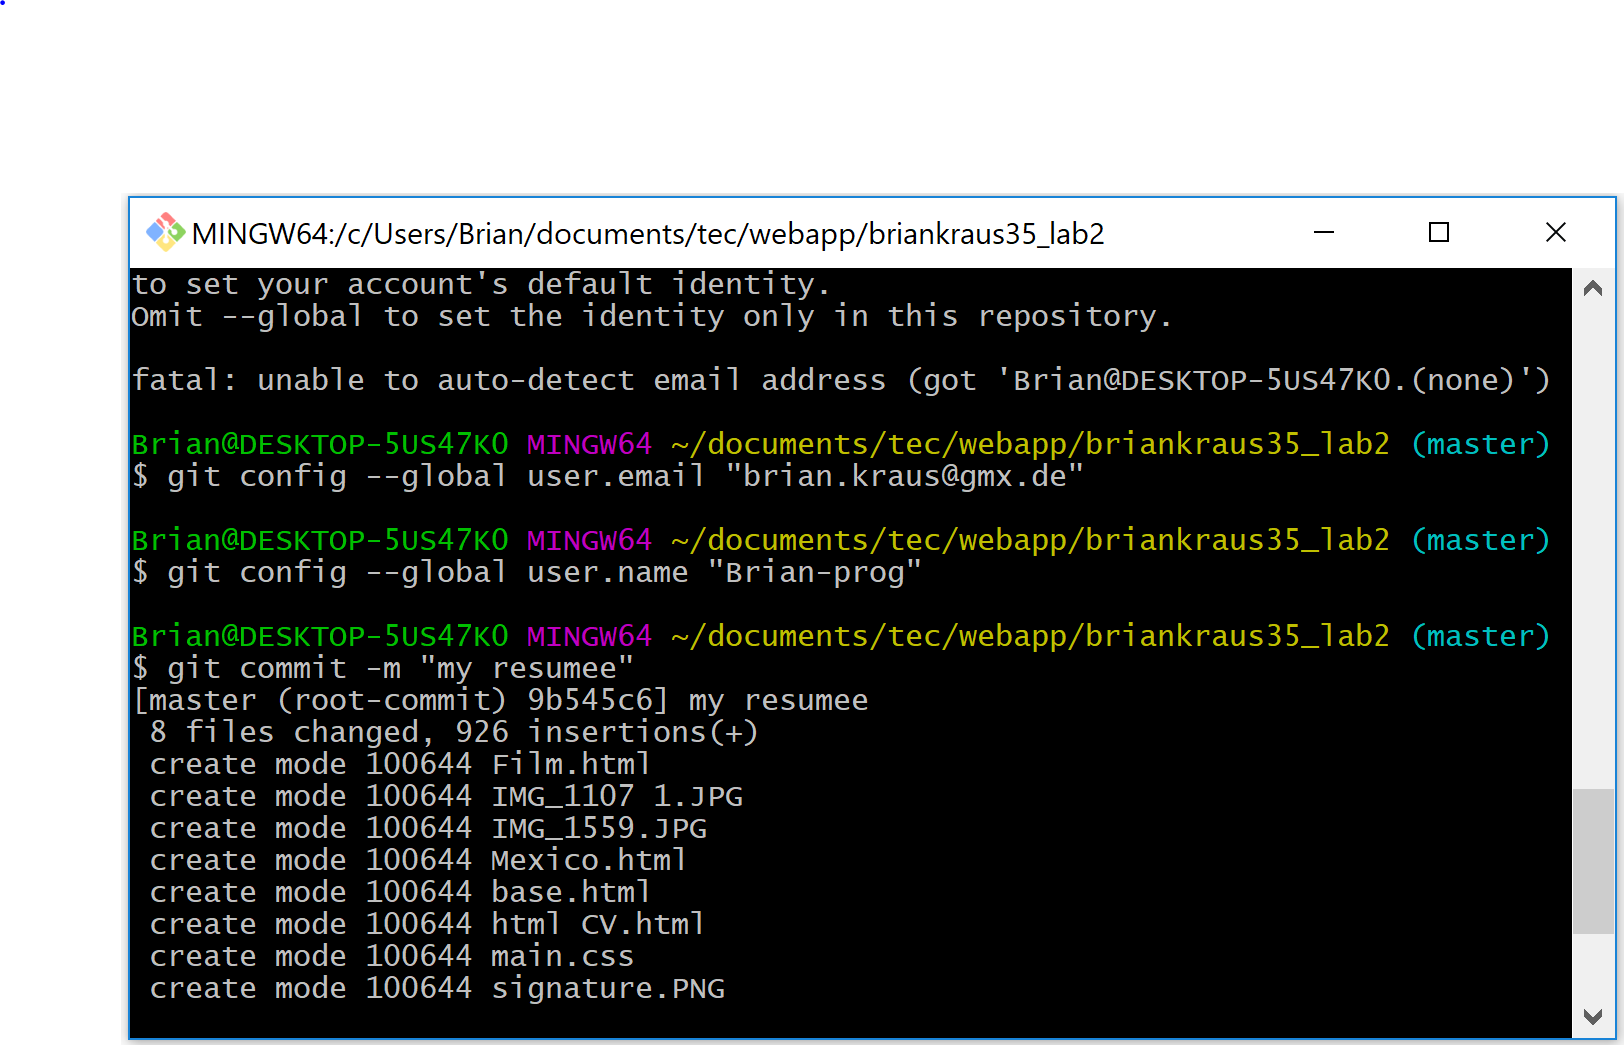 MINGW64:/c/Users/Brian/documents/tec/webapp/briankraus35_lab2
to set your account's default identity.
Omit --global to set the identity only in this repository.
fatal: unable to auto-detect email address (got 'Brian@DESKTOP-5US47KO.(none)')
Brian@DESKTOP-5US47KO MINGW64 ~/documents/tec/webapp/briankraus35_lab2 (master)
$ git config --global user.email "brian.kraus@gmx.de"
Brian@DESKTOP-5US47KO MINGW64 ~/documents/tec/webapp/briankraus35_lab2 (master)
$ git config --global user.name "Brian-prog"
Brian@DESKTOP-5US47KO MINGW64 ~/documents/tec/webapp/briankraus35_lab2 (master)
$ git commit -m "my resumee"
[master (root-commit) 9b545c6] my resumee
 8 files changed, 926 insertions(+)
 create mode 100644 Film.html
 create mode 100644 IMG_1107 1.JPG
 create mode 100644 IMG_1559.JPG
 create mode 100644 Mexico.html
 create mode 100644 base.html
 create mode 100644 html CV.html
 create mode 100644 main.css
 create mode 100644 signature.PNG